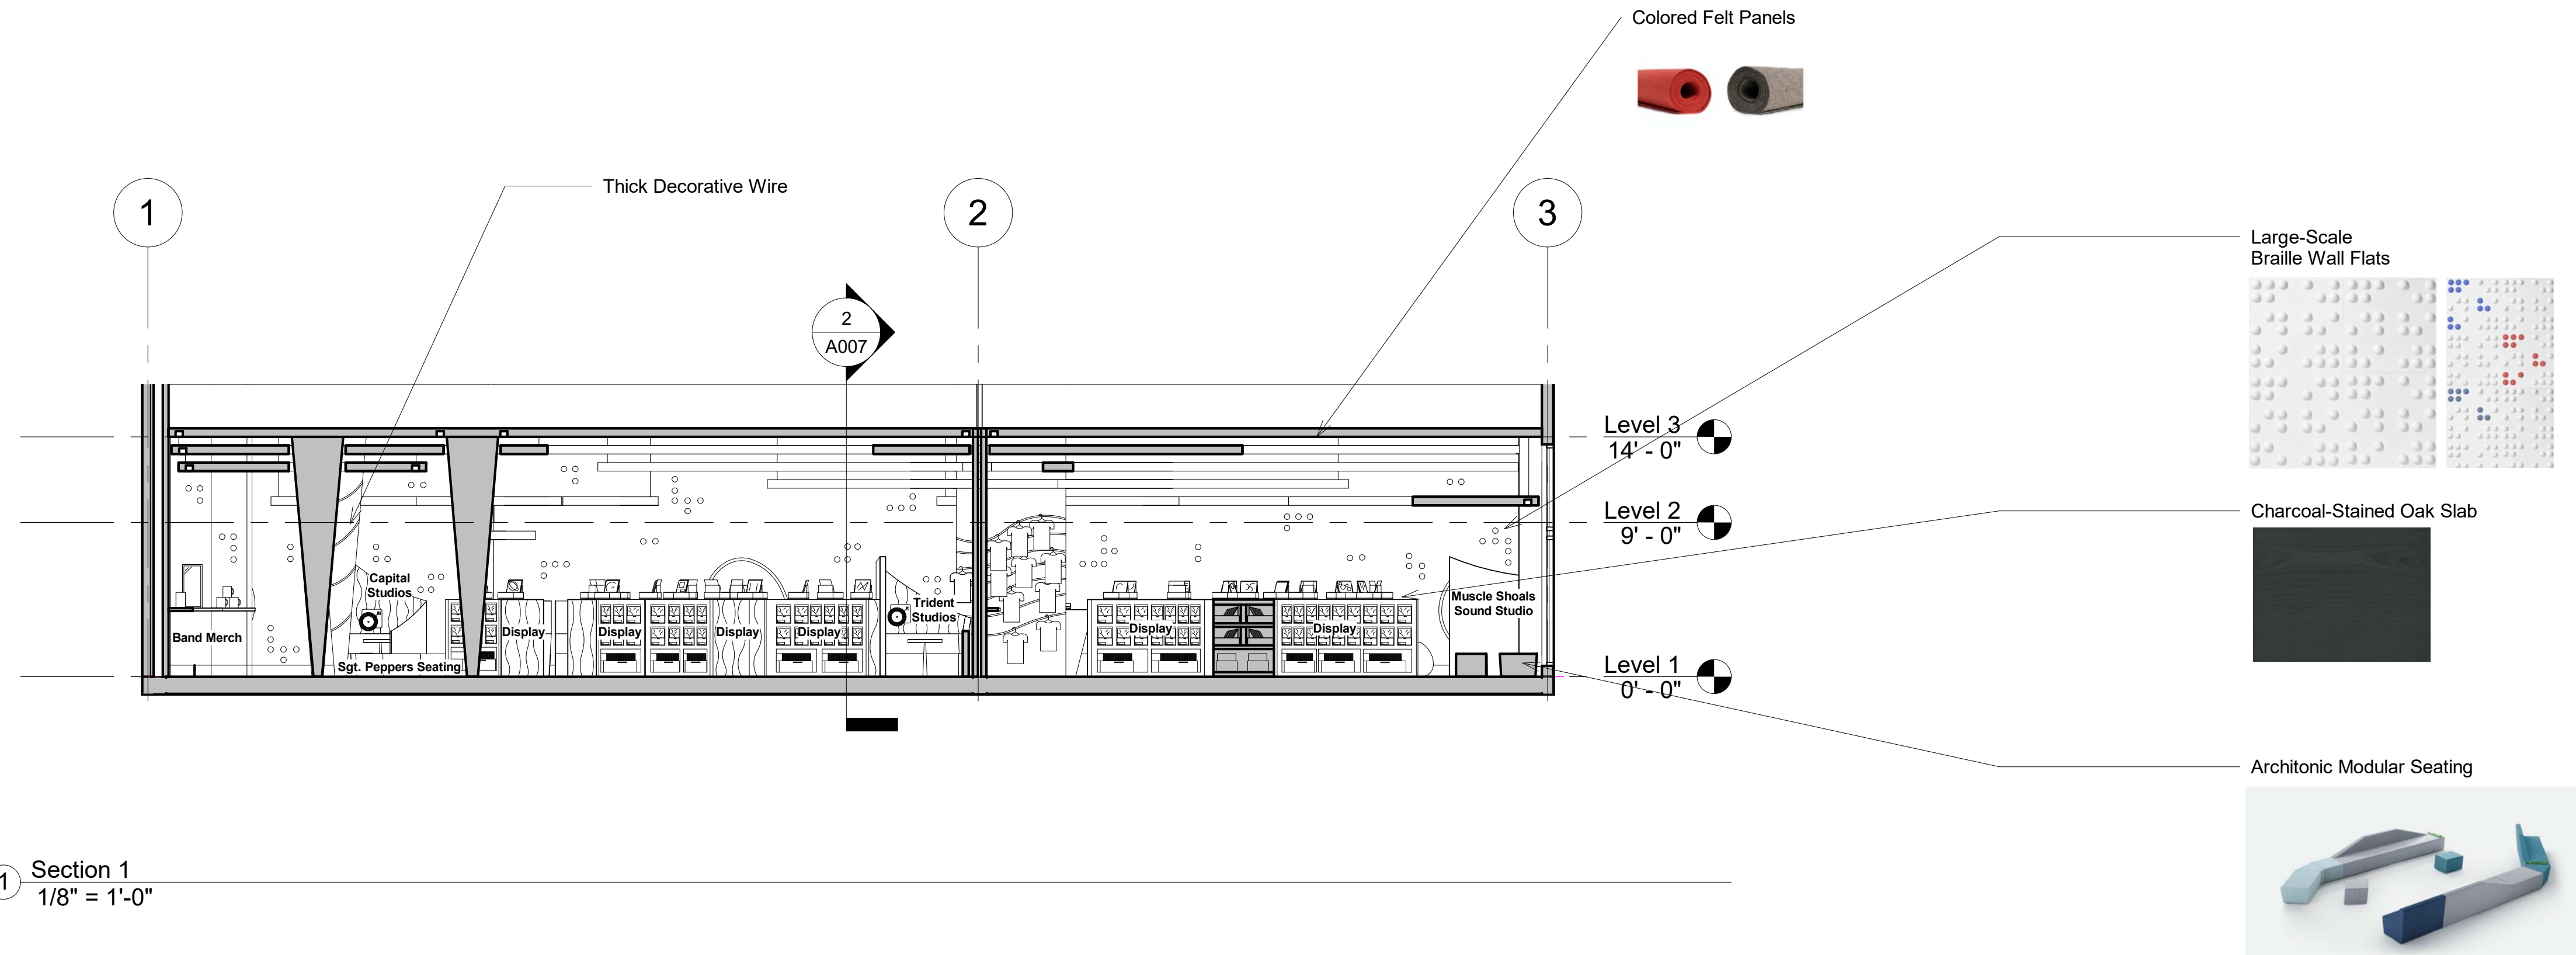 Colored Felt Panels
Thick Decorative Wire
1
2
3
Large-Scale
Braille Wall Flats
2
A007
Level 3
14' - 0"
Level 2
9' - 0"
Charcoal-Stained Oak Slab
Capital
Studios
Trident
Studios
Muscle Shoals
Sound Studio
Band Merch
Display
Display
Display
Display
Display
Display
Sgt. Peppers Seating
Level 1
0' - 0"
Architonic Modular Seating
1
Section 1
1/8" = 1'-0"